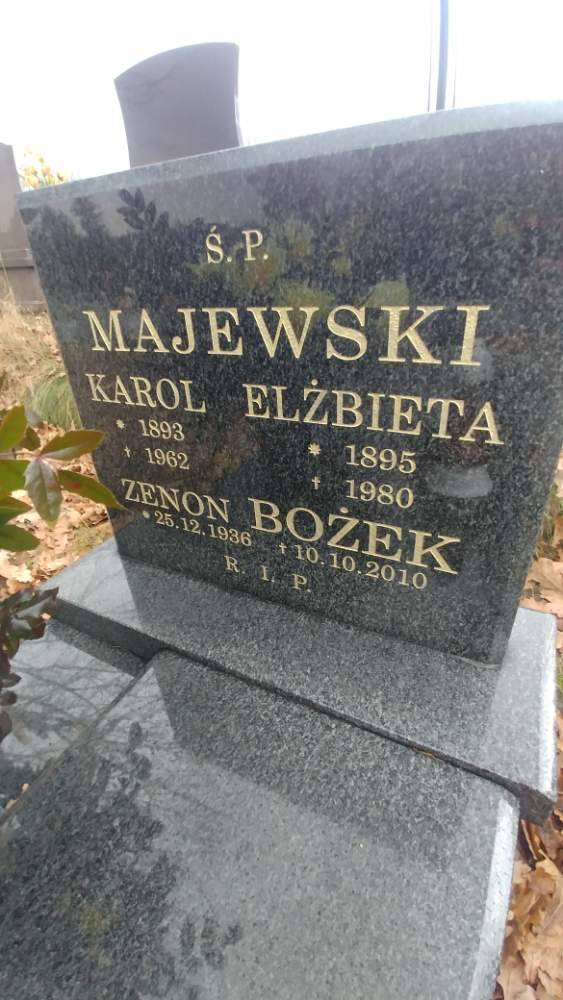 Ś. P.
MAJEWSKI
KAROL ELŻBIETA
* 1893 * 1895
† 1962 † 1980
ZENON BOŻEK
* 25.12.1936 † 10.10.2010
R. I. P.